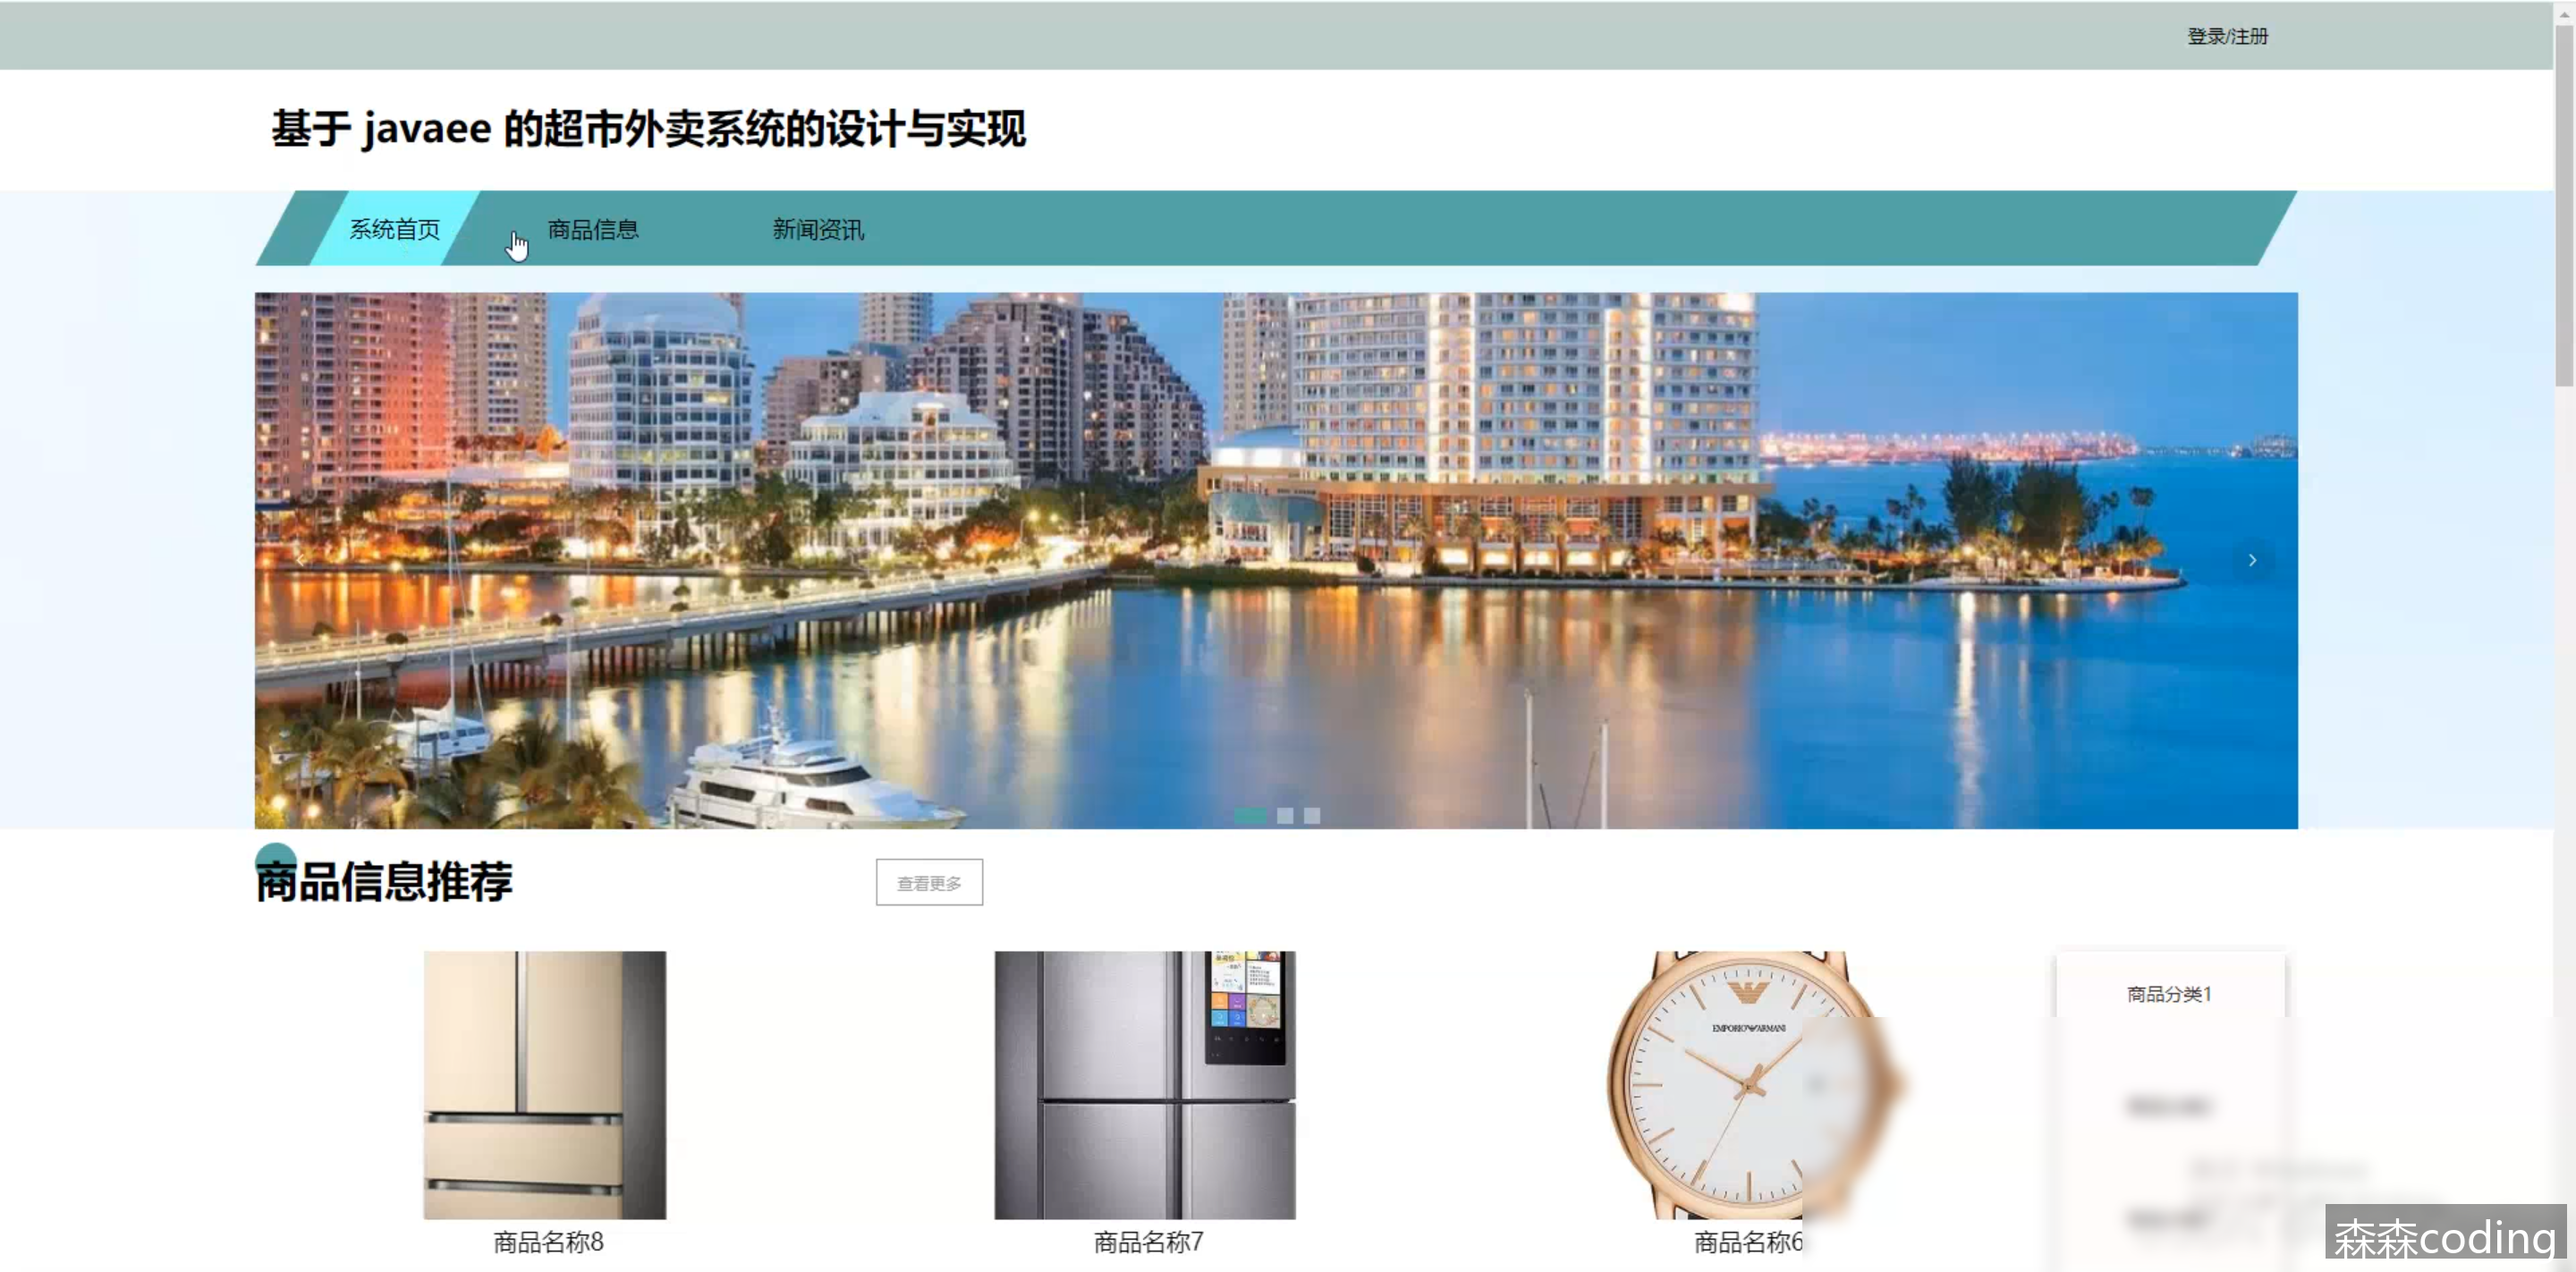 登录/注册
基于 javaee 的超市外卖系统的设计与实现
系统首页
商品信息
新闻资讯
商品信息推荐
查看更多
EMPORIO ARMANI
商品分类1
商品名称8
商品名称7
商品名称6
森森coding